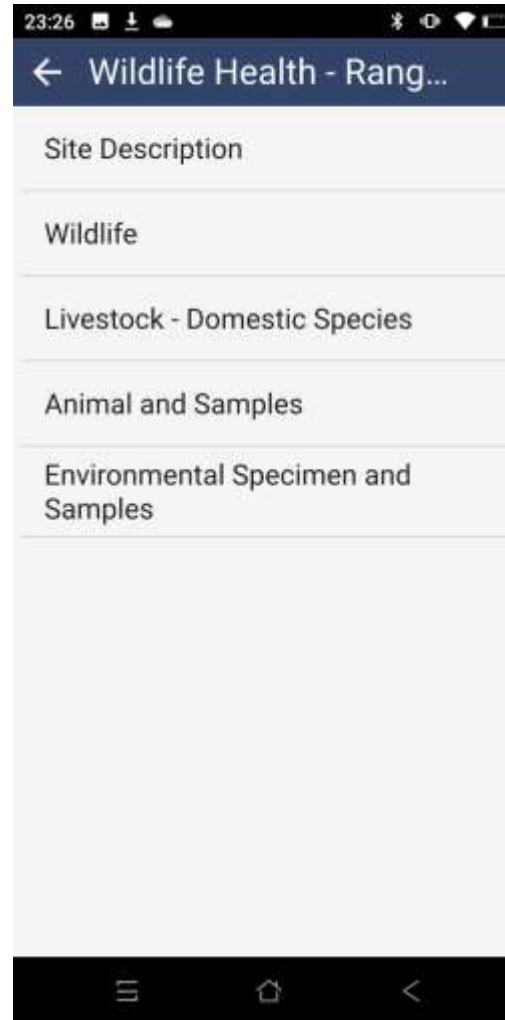 23:26
Wildlife Health - Rang...
Site Description
Wildlife
Livestock - Domestic Species
Animal and Samples
Environmental Specimen and
Samples